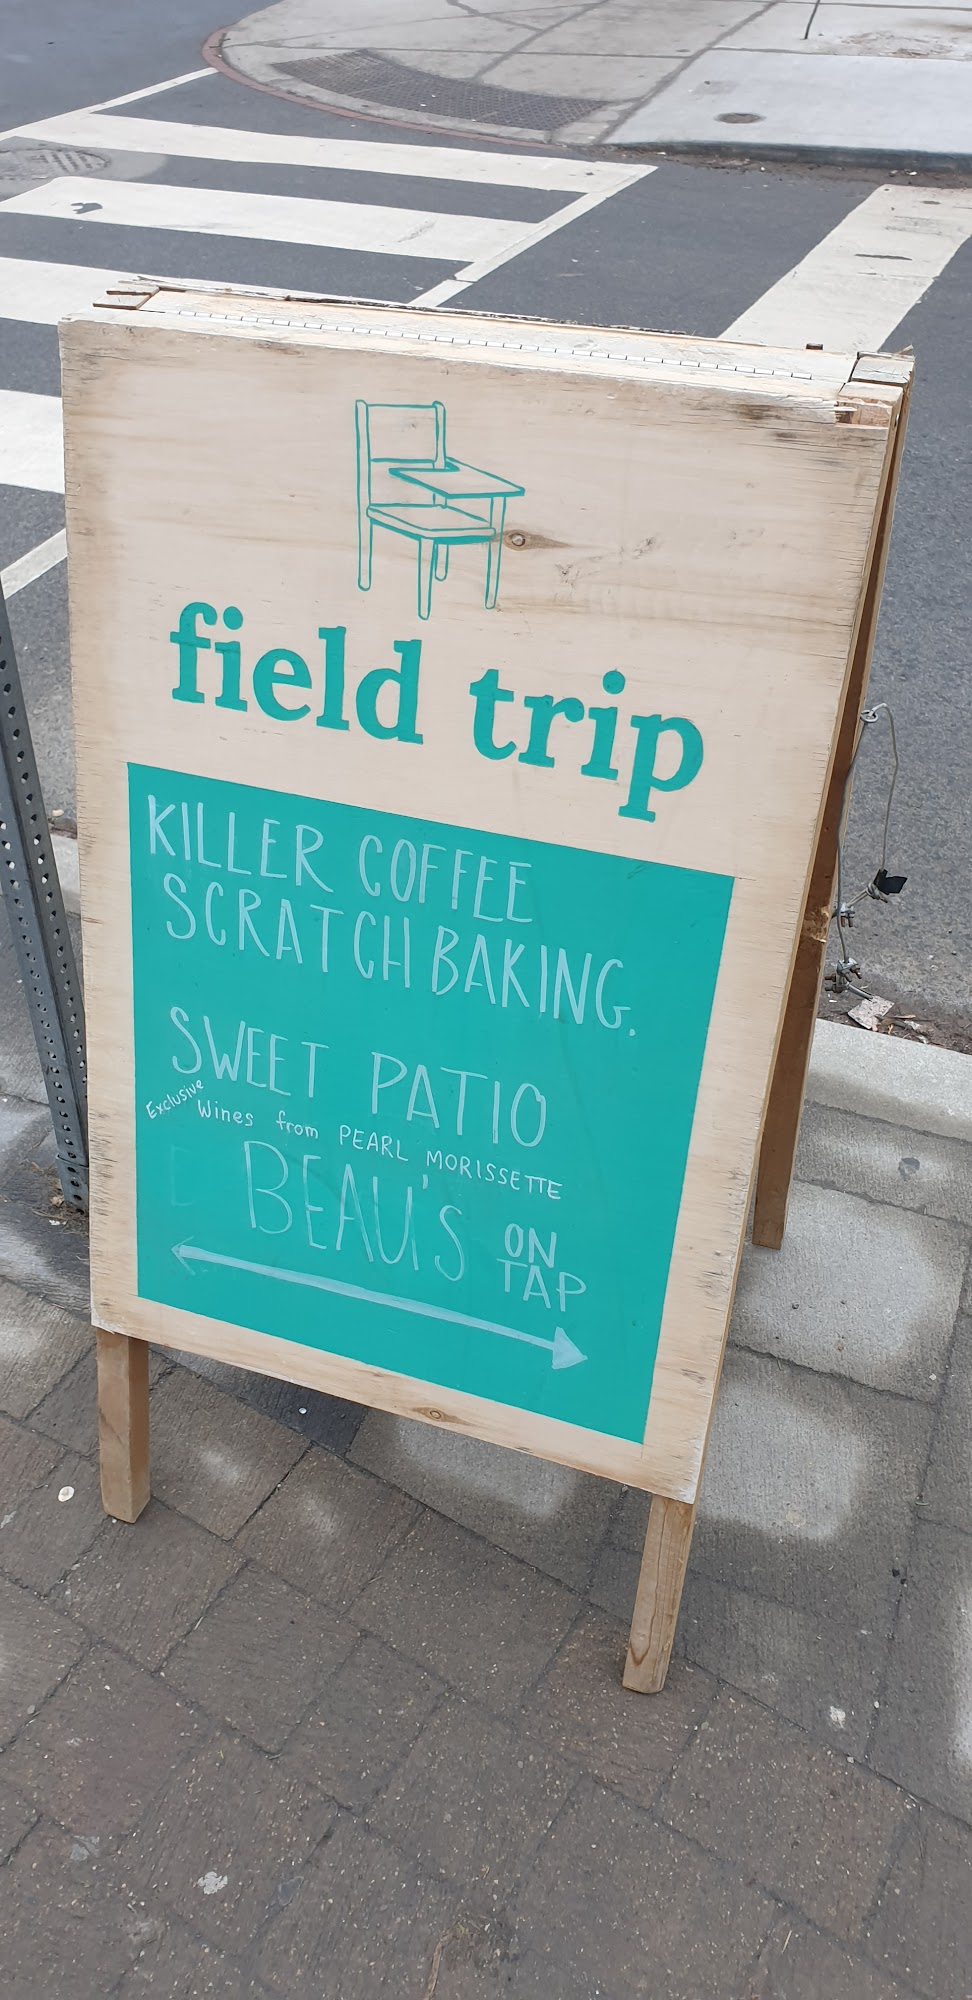 field trip
KILLER COFFEE
SCRATCH BAKING.
SWEET PATIO
Exclusive Wines from PEARL MORISSETTE
BEAU'S ON TAP